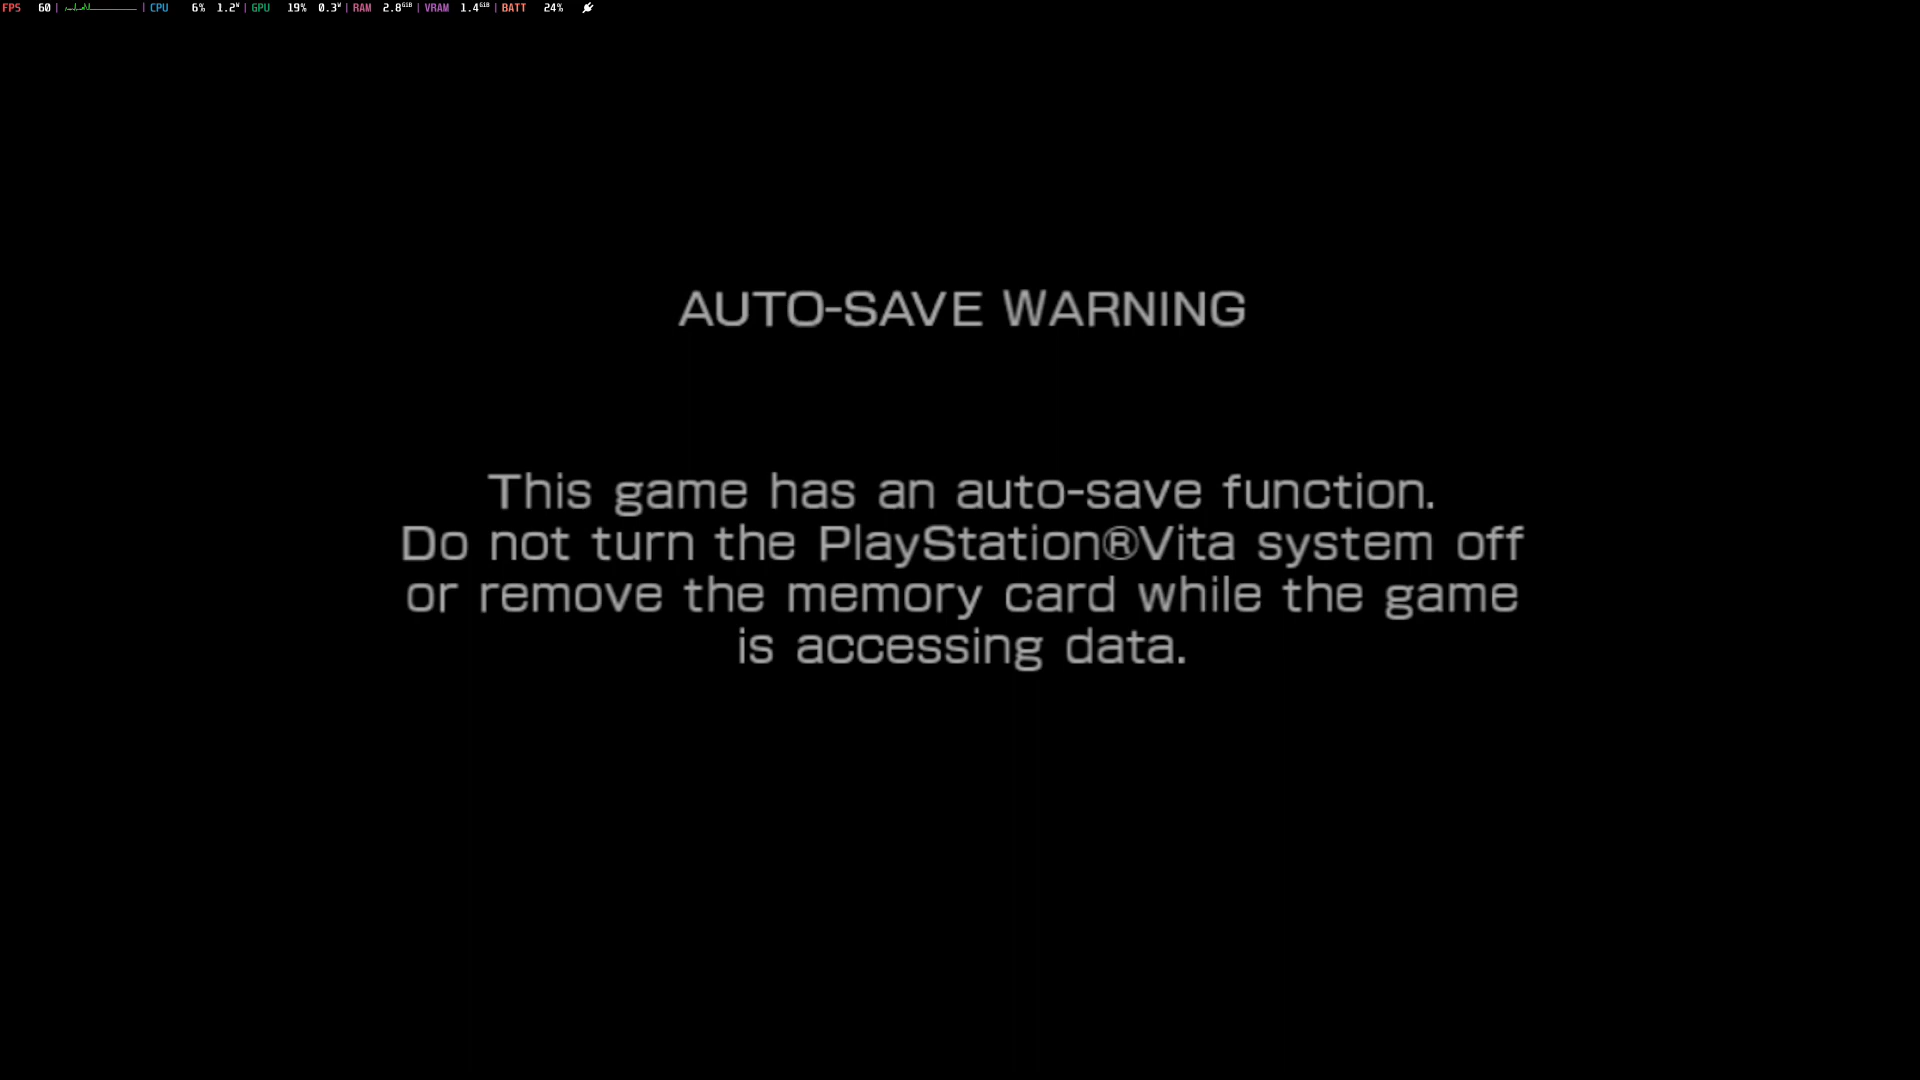 FPS 60 | CPU 6% 1.2W | GPU 19% 0.3W | RAM 2.8GiB | VRAM 1.4GiB | BATT 24%
AUTO-SAVE WARNING
This game has an auto-save function.
Do not turn the PlayStation®Vita system off
or remove the memory card while the game
is accessing data.